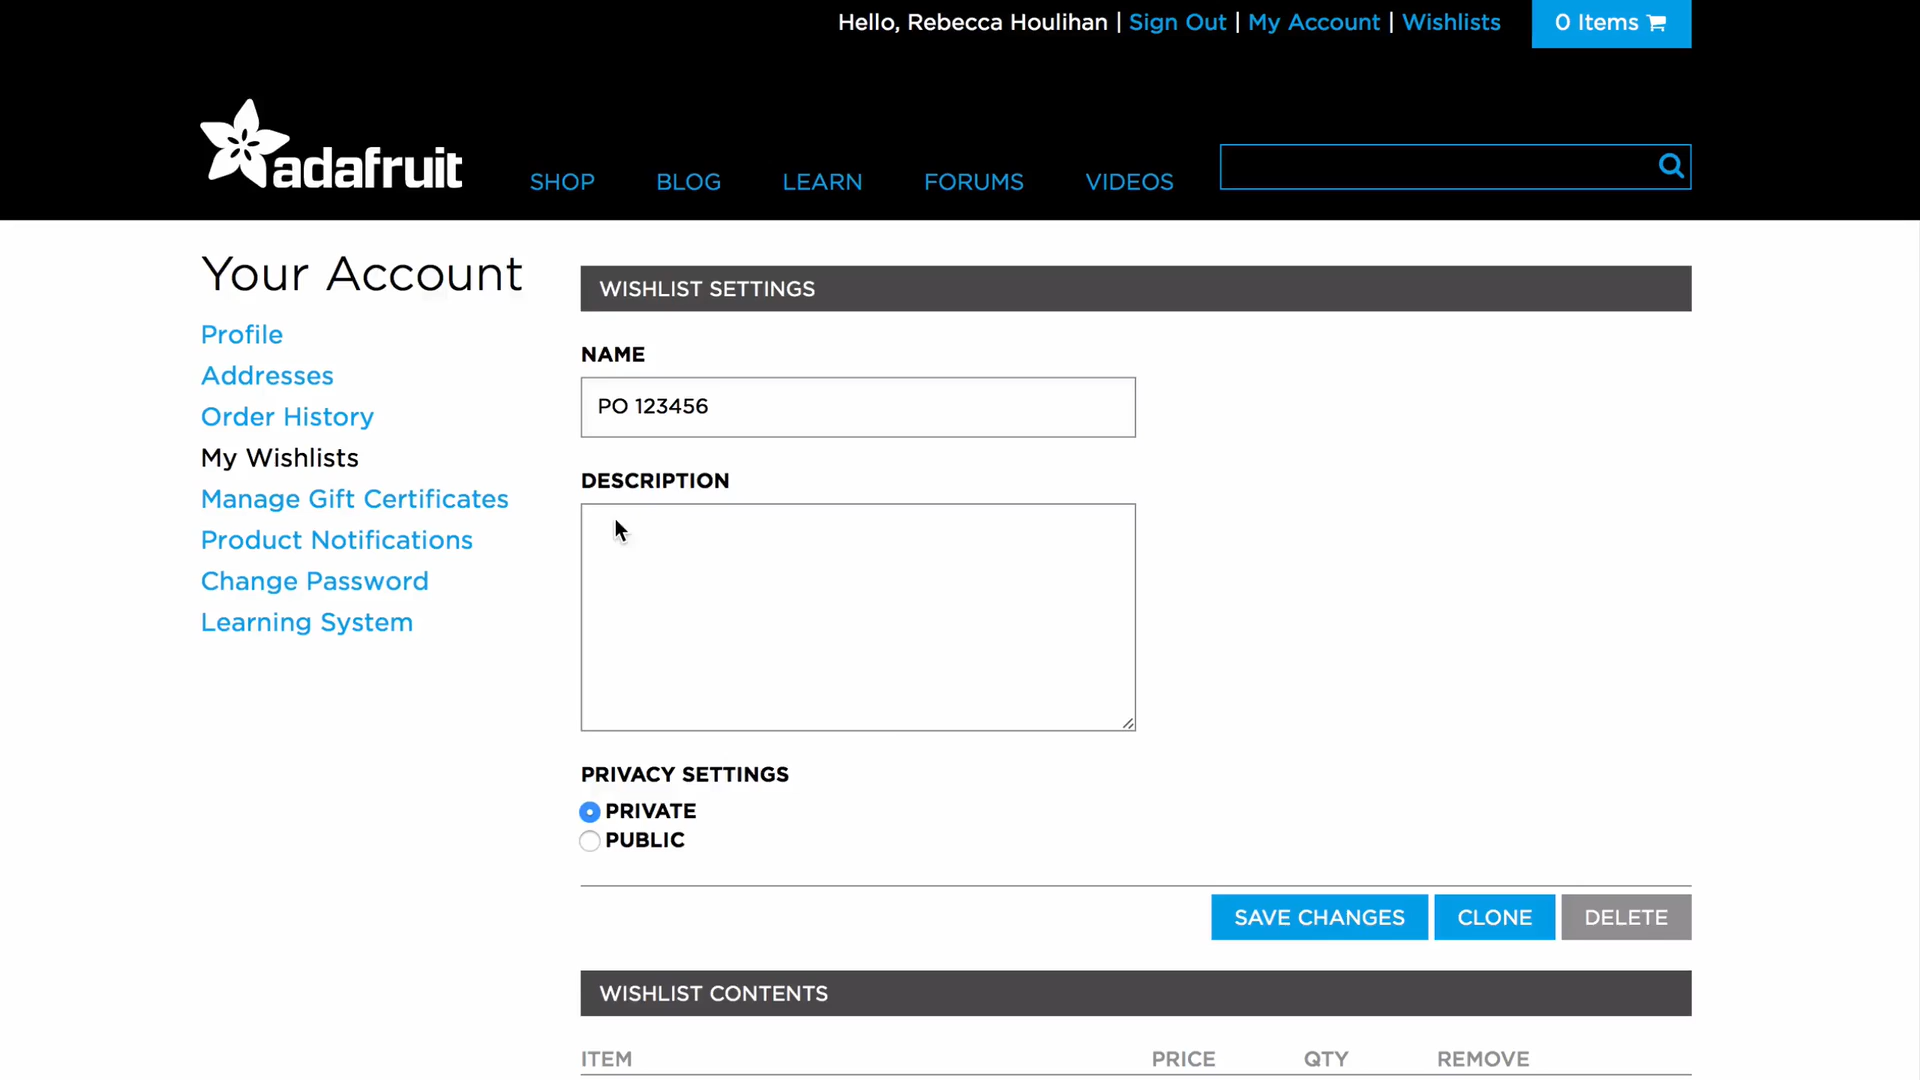 Hello, Rebecca Houlihan | Sign Out | My Account | Wishlists
0 Items
adafruit
SHOP BLOG LEARN FORUMS VIDEOS
Your Account
Profile
Addresses
Order History
My Wishlists
Manage Gift Certificates
Product Notifications
Change Password
Learning System
WISHLIST SETTINGS
NAME
PO 123456
DESCRIPTION
PRIVACY SETTINGS
PRIVATE
PUBLIC
SAVE CHANGES CLONE DELETE
WISHLIST CONTENTS
ITEM PRICE QTY REMOVE